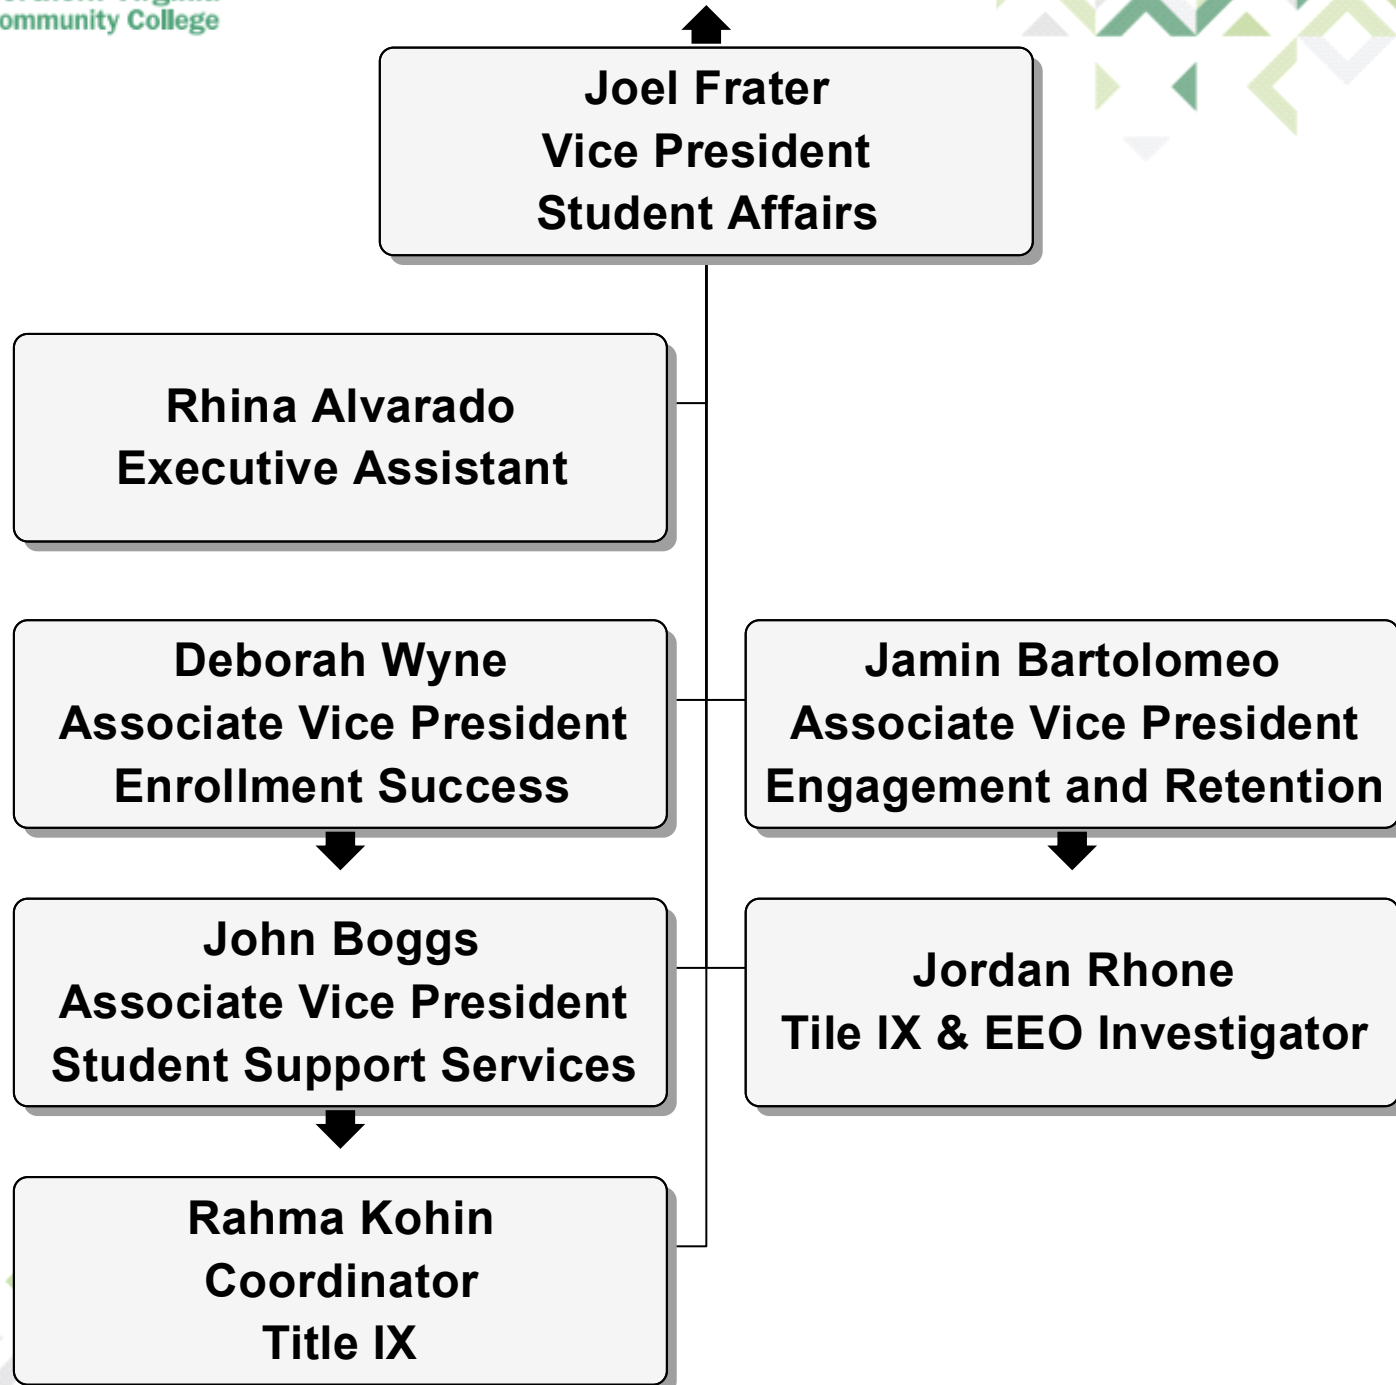 Community College
Joel Frater
Vice President
Student Affairs
Rhina Alvarado
Executive Assistant
Deborah Wyne
Associate Vice President
Enrollment Success
Jamin Bartolomeo
Associate Vice President
Engagement and Retention
John Boggs
Associate Vice President
Student Support Services
Jordan Rhone
Tile IX & EEO Investigator
Rahma Kohin
Coordinator
Title IX